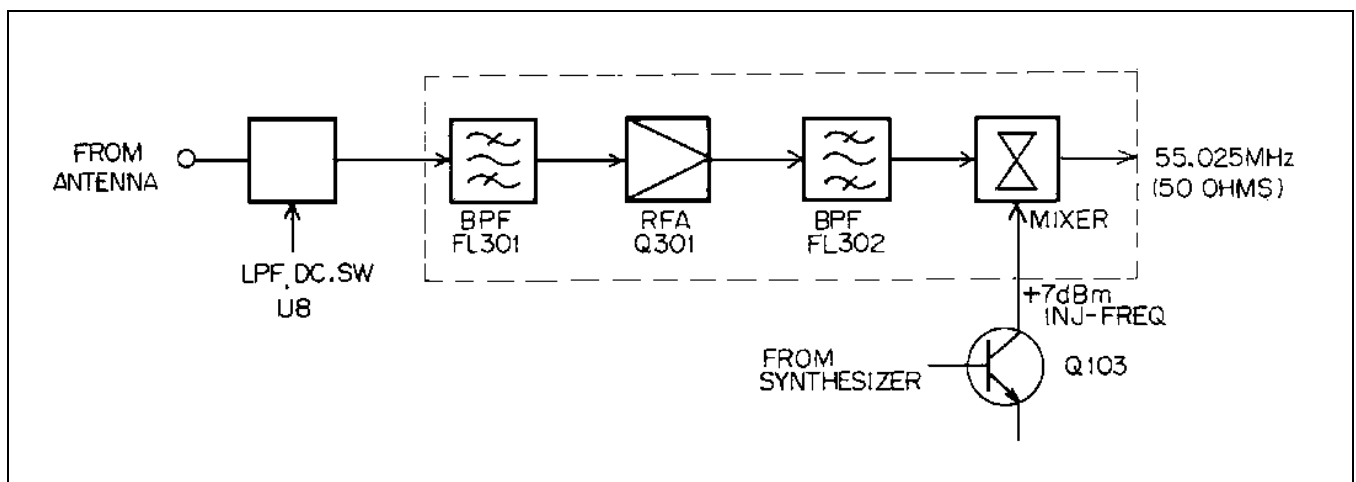 FROM
ANTENNA
LPF, DC.SW
U8
BPF
FL301
RFA
Q301
BPF
FL302
MIXER
55.025MHz
(50 OHMS)
+7dBm
INJ-FREQ
FROM
SYNTHESIZER
Q103